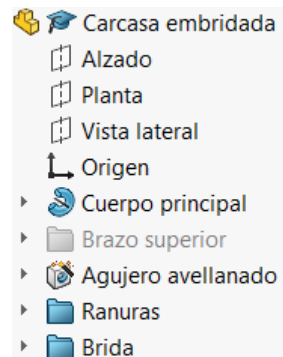 Carcasa embridada
Alzado
Planta
Vista lateral
Origen
Cuerpo principal
Brazo superior
Agujero avellanado
Ranuras
Brida